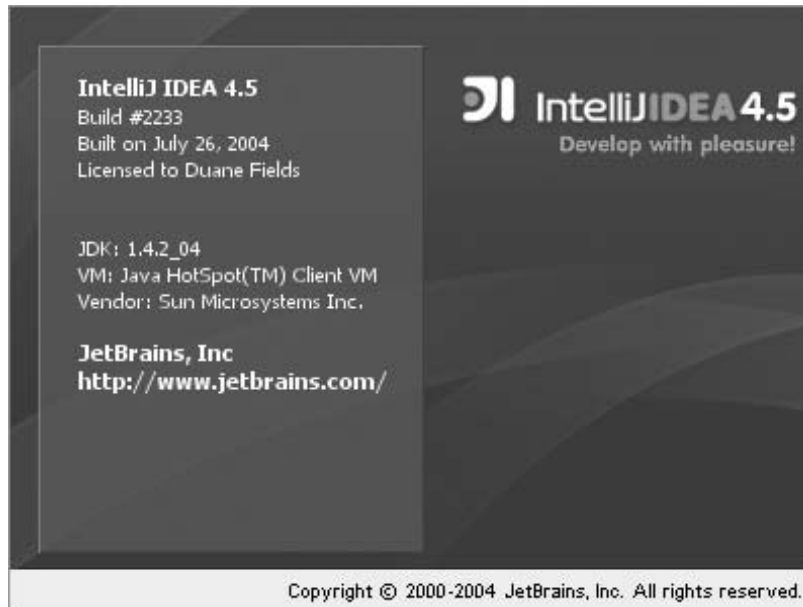 IntelliJ IDEA 4.5
Build #2233
Built on July 26, 2004
Licensed to Duane Fields
JDK: 1.4.2_04
VM: Java HotSpot(TM) Client VM
Vendor: Sun Microsystems Inc.
JetBrains, Inc
http://www.jetbrains.com/
IntelliJIDEA 4.5
Develop with pleasure!
Copyright © 2000-2004 JetBrains, Inc. All rights reserved.